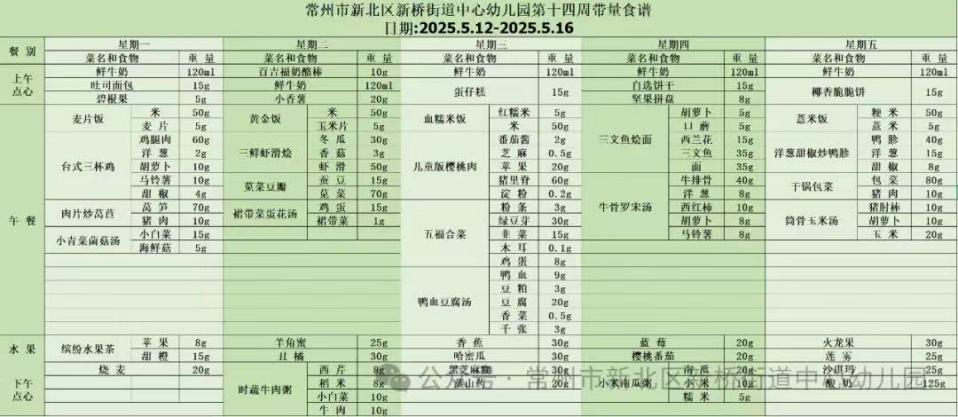 常州市新北区新桥街道中心幼儿园第十四周带量食谱
日期:2025.5.12-2025.5.16
餐 别 星期一 星期二 星期三 星期四 星期五
菜名和食物 重 量 菜名和食物 重 量 菜名和食物 重 量 菜名和食物 重 量 菜名和食物 重 量
上午点心 鲜牛奶 120ml 百吉福奶酪棒 10g 鲜牛奶 120ml 鲜牛奶 120ml 鲜牛奶 120ml
吐司面包 15g 鲜牛奶 120ml 蛋仔糕 15g 自选饼干 15g 椰香脆脆饼 15g
碧根果 5g 小香薯 20g 坚果拼盘 8g
午 餐 麦片饭 米 50g 黄金饭 米 50g 血糯米饭 红糯米 5g 三文鱼烩面 胡萝卜 5g 薏米饭 粳米 50g
麦片 5g 玉米片 5g 米 50g 口蘑 5g 薏米 5g
台式三杯鸡 鸡腿肉 60g 三鲜虾滑烩 冬瓜 30g 儿童版樱桃肉 番茄酱 2g 西兰花 15g 洋葱甜椒炒鸭胗 鸭胗 40g
洋葱 2g 香菇 3g 芝麻 0.5g 三文鱼 35g 洋葱 15g
胡萝卜 10g 虾滑 50g 苹果 20g 面 35g 甜椒 8g
马铃薯 10g 苋菜豆瓣 蚕豆 15g 猪里脊 60g 牛骨罗宋汤 牛排骨 40g 干锅包菜 包菜 80g
甜椒 4g 苋菜 70g 淀粉 0.2g 洋葱 8g 猪肉 10g
肉片炒莴苣 莴笋 70g 裙带菜蛋花汤 鸡蛋 15g 五福合菜 粉条 3g 西红柿 10g 筒骨玉米汤 猪肘棒 10g
猪肉 10g 裙带菜 1g 绿豆芽 30g 胡萝卜 8g 胡萝卜 10g
小青菜菌菇汤 小白菜 15g 韭菜 15g 马铃薯 8g 玉米 20g
海鲜菇 5g 木耳 0.1g
鸡蛋 8g
鸭血豆腐汤 鸭血 9g
豆粕 3g
豆腐 20g
香菜 0.5g
千张 3g
水 果 缤纷水果茶 苹果 8g 羊角蜜 25g 香蕉 30g 蓝莓 20g 火龙果 30g
甜橙 15g 丑橘 30g 哈密瓜 30g 樱桃番茄 20g 莲雾 25g
下午点心 烧麦 20g 时蔬牛肉粥 西芹 8g 黑芝麻糊 30g 小米南瓜粥 南瓜 20g 沙琪玛 25g
稻米 8g 山药 20g 小米 10g 酸奶 125g
小白菜 10g 糯米 5g
牛肉 10g
公众号 · 常州市新北区新桥街道中心幼儿园